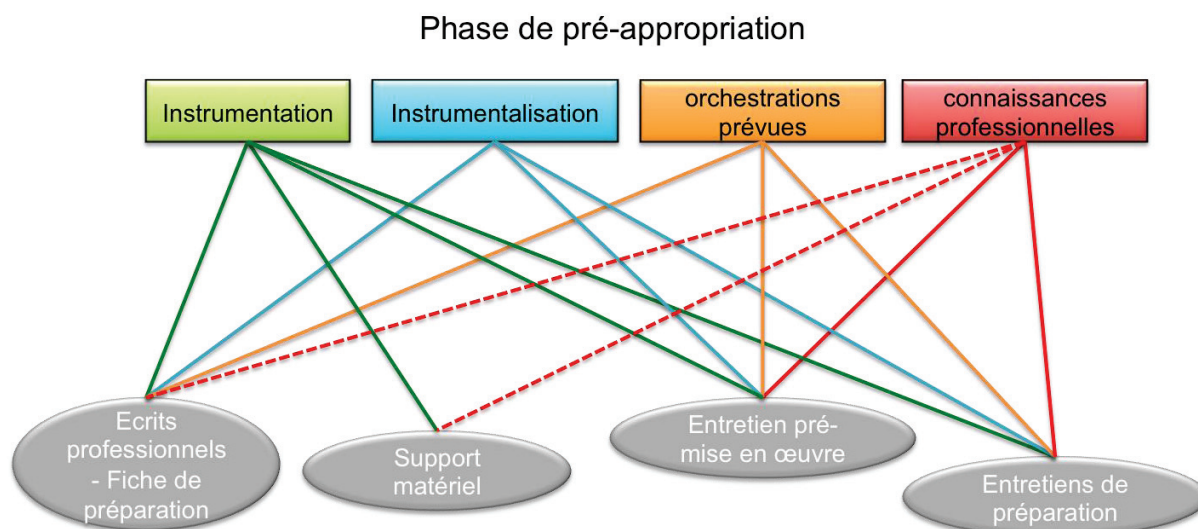 Phase de pré-appropriation
Instrumentation
Instrumentalisation
orchestrations
prévues
connaissances
professionnelles
Ecrits
professionnels
- Fiche de
préparation
Support
matériel
Entretien pré-
mise en œuvre
Entretiens de
préparation